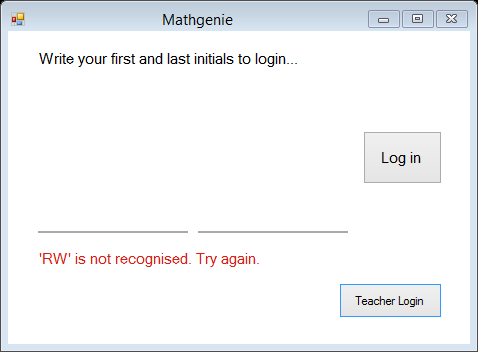 Mathgenie
Write your first and last initials to login...
Log in
'RW' is not recognised. Try again.
Teacher Login